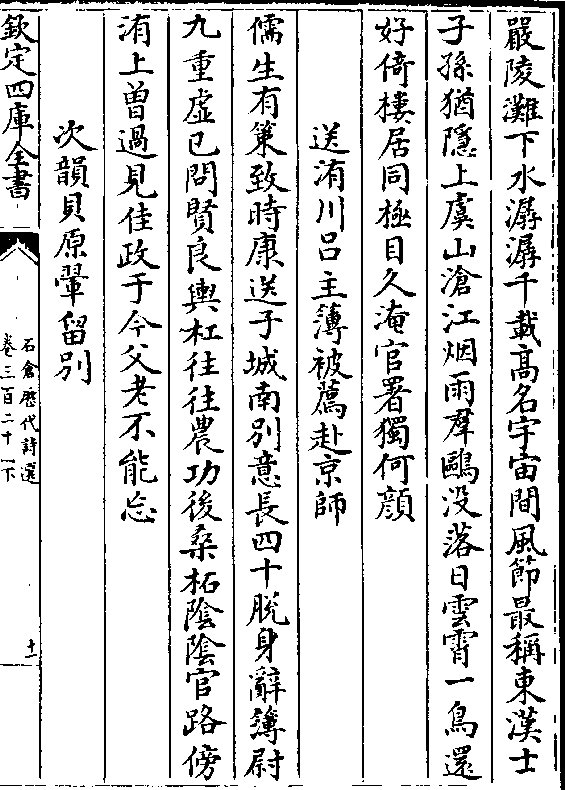 嚴陵灘下水潺潺千載高名宇宙間風節最稱東漢士
子孫猶隱上虞山滄江烟雨羣鷗没落日雲霄一鳥還
好倚樓居同極目久淹官署獨何顔
送洧川吕主簿被薦赴京師
儒生有策致時康送子城南别意長四十脱身辭簿尉
九重虚已問賢良輿杠往往農功後桑柘陰陰官路傍
洧上曽過見佳政于今父老不能忘
次韻貝原翬留别
欽定四庫全書
石倉歷代詩選
卷三百二十一下
十一